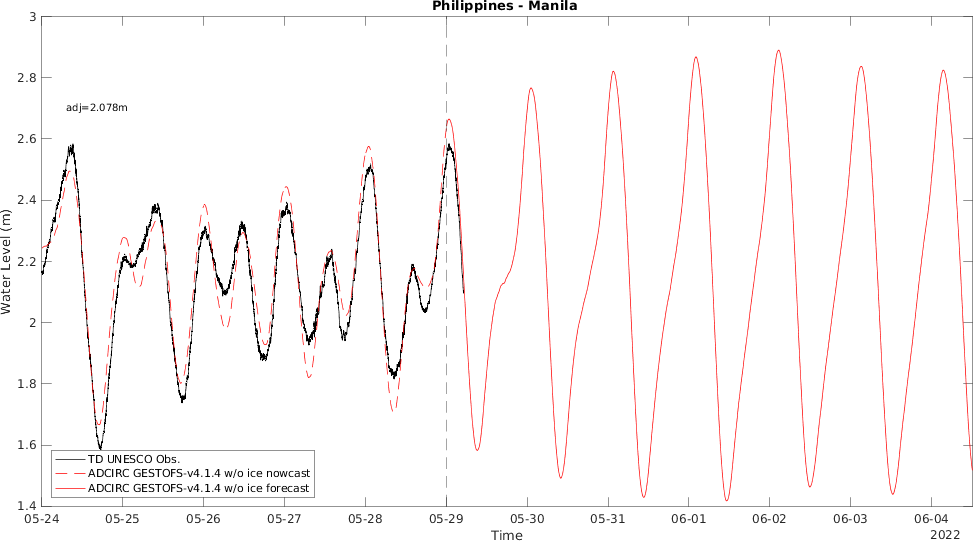 Philippines - Manila
3
2.8
2.6
2.4
2.2
2
1.8
1.6
1.4
Water Level (m)
adj=2.078m
TD UNESCO Obs.
ADCIRC GESTOFS-v4.1.4 w/o ice nowcast
ADCIRC GESTOFS-v4.1.4 w/o ice forecast
05-24 05-25 05-26 05-27 05-28 05-29 05-30 05-31 06-01 06-02 06-03 06-04
2022
Time